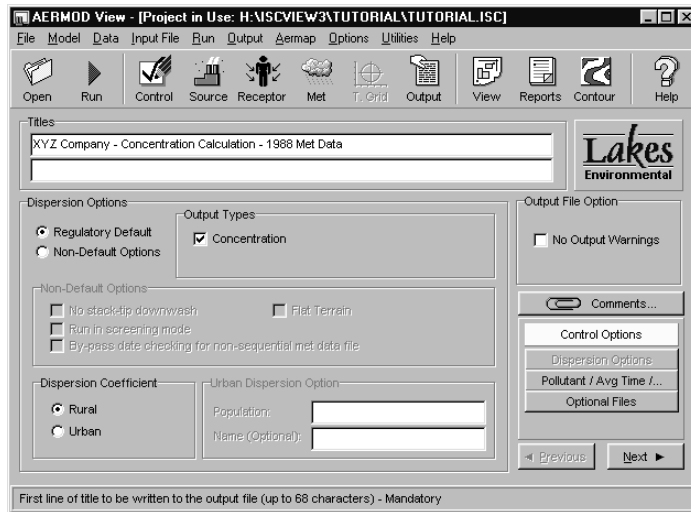 AERMOD View - [Project in Use: H:\ISCVIEW3\TUTORIAL\TUTORIAL.ISC]
File Model Data Input File Run Output Aermap Options Utilities Help
Open Run Control Source Receptor Met T. Grid Output View Reports Contour Help
Titles
XYZ Company - Concentration Calculation - 1988 Met Data
Lakes
Environmental
Dispersion Options
Regulatory Default
Non-Default Options
Output Types
Concentration
Output File Option
No Output Warnings
Non-Default Options
No stack-tip downwash
Flat Terrain
Run in screening mode
By-pass date checking for non-sequential met data file
Comments...
Control Options
Dispersion Options
Pollutant / Avg Time /...
Optional Files
Dispersion Coefficient
Rural
Urban
Urban Dispersion Option
Population:
Name (Optional):
Previous
Next
First line of title to be written to the output file (up to 68 characters) - Mandatory